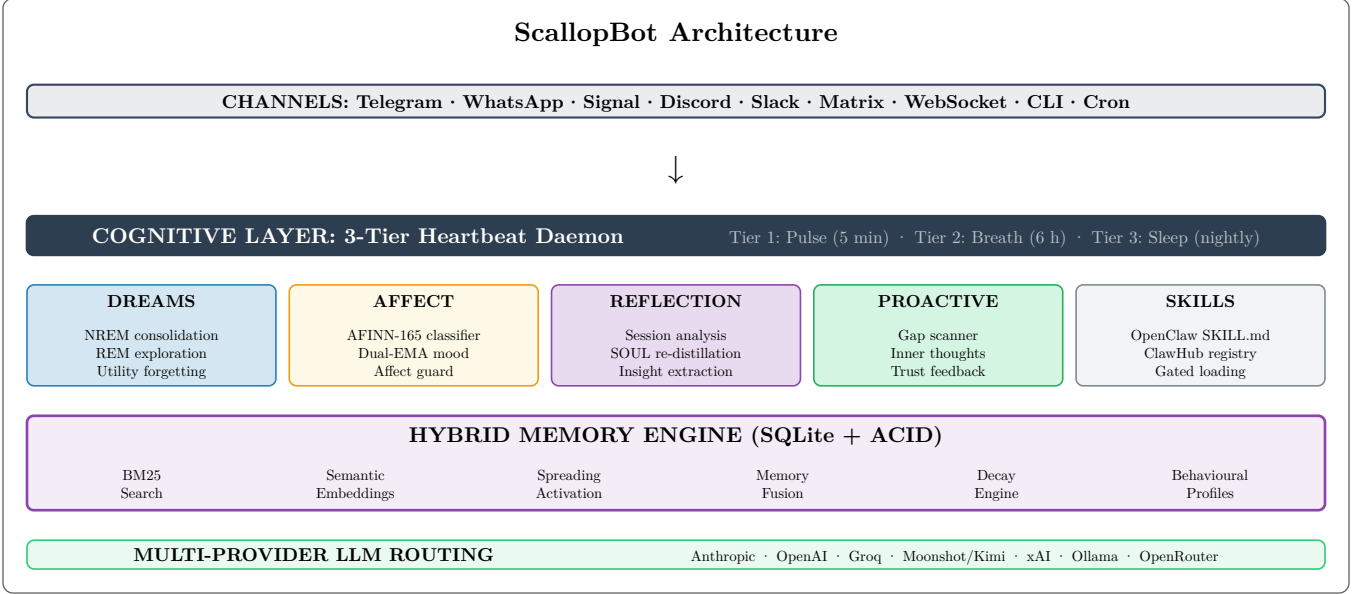 ScallopBot Architecture
CHANNELS: Telegram · WhatsApp · Signal · Discord · Slack · Matrix · WebSocket · CLI · Cron
↓
COGNITIVE LAYER: 3-Tier Heartbeat Daemon Tier 1: Pulse (5 min) · Tier 2: Breath (6 h) · Tier 3: Sleep (nightly)
DREAMS
NREM consolidation
REM exploration
Utility forgetting
AFFECT
AFINN-165 classifier
Dual-EMA mood
Affect guard
REFLECTION
Session analysis
SOUL re-distillation
Insight extraction
PROACTIVE
Gap scanner
Inner thoughts
Trust feedback
SKILLS
OpenClaw SKILL.md
ClawHub registry
Gated loading
HYBRID MEMORY ENGINE (SQLite + ACID)
BM25
Search
Semantic
Embeddings
Spreading
Activation
Memory
Fusion
Decay
Engine
Behavioural
Profiles
MULTI-PROVIDER LLM ROUTING Anthropic · OpenAI · Groq · Moonshot/Kimi · xAI · Ollama · OpenRouter